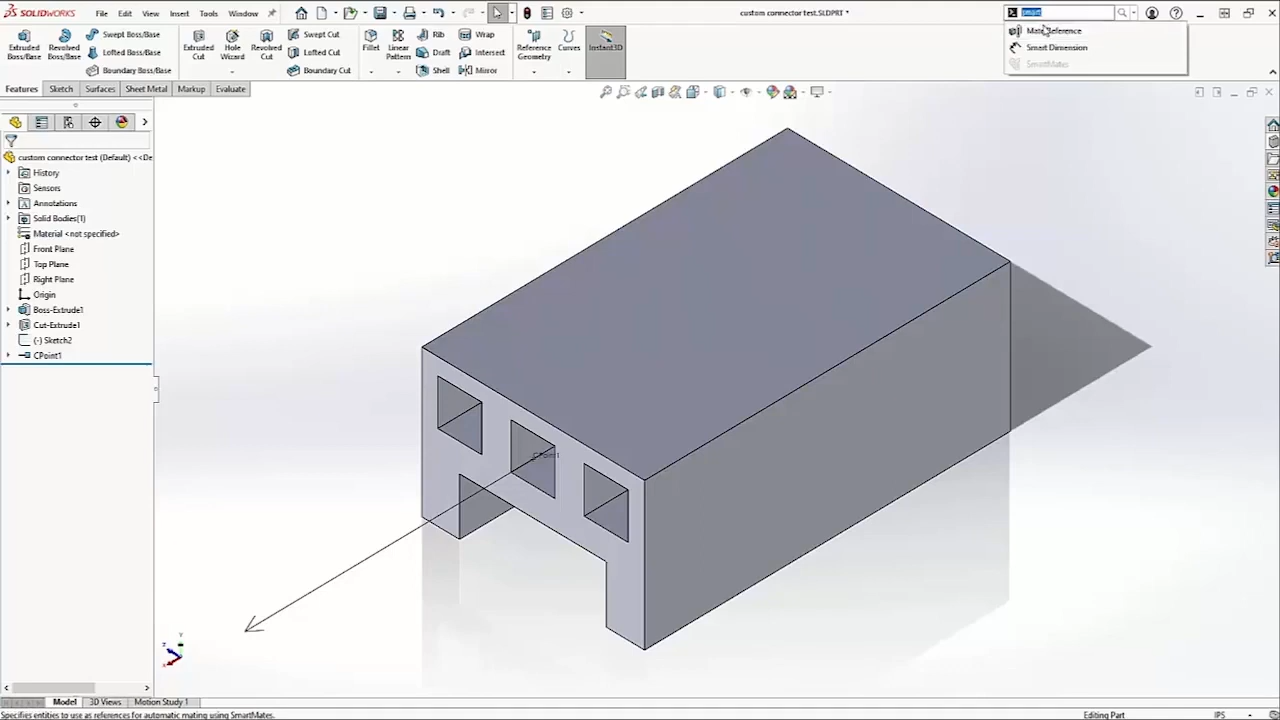 SOLIDWORKS File Edit View Insert Tools Window custom connector test.SLDPRT * smart
Mate Reference
Smart Dimension
SmartMates
Extruded Boss/Base
Revolved Boss/Base
Swept Boss/Base
Lofted Boss/Base
Boundary Boss/Base
Extruded Cut
Hole Wizard
Revolved Cut
Swept Cut
Lofted Cut
Boundary Cut
Fillet
Linear Pattern
Rib
Draft
Shell
Wrap
Intersect
Mirror
Reference Geometry
Curves
Instant3D
Features Sketch Surfaces Sheet Metal Markup Evaluate
custom connector test (Default) <<De
History
Sensors
Annotations
Solid Bodies(1)
Material <not specified>
Front Plane
Top Plane
Right Plane
Origin
Boss-Extrude1
Cut-Extrude1
(-) Sketch2
CPoint1
CPoint1
Y
Z
X
Model 3D Views Motion Study 1
Specifies entities to use as references for automatic mating using SmartMates. Editing Part IPS